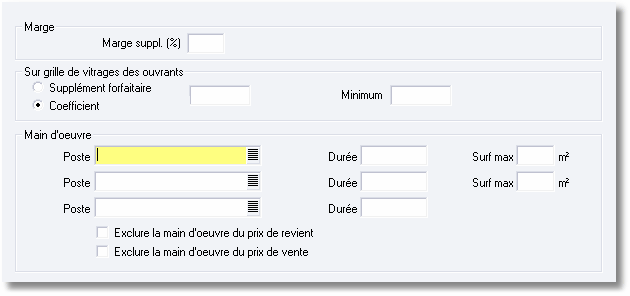 Marge
Marge suppl. (%)
Sur grille de vitrages des ouvrants
Supplément forfaitaire
Coefficient
Minimum
Main d'oeuvre
Poste Durée Surf max m²
Poste Durée Surf max m²
Poste Durée
Exclure la main d'oeuvre du prix de revient
Exclure la main d'oeuvre du prix de vente